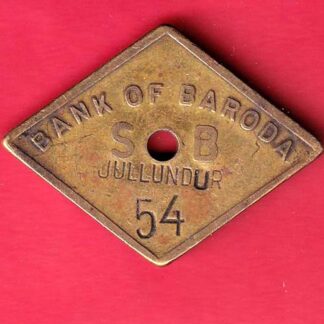 BANK OF BARODA
S B
JULLUNDUR
54